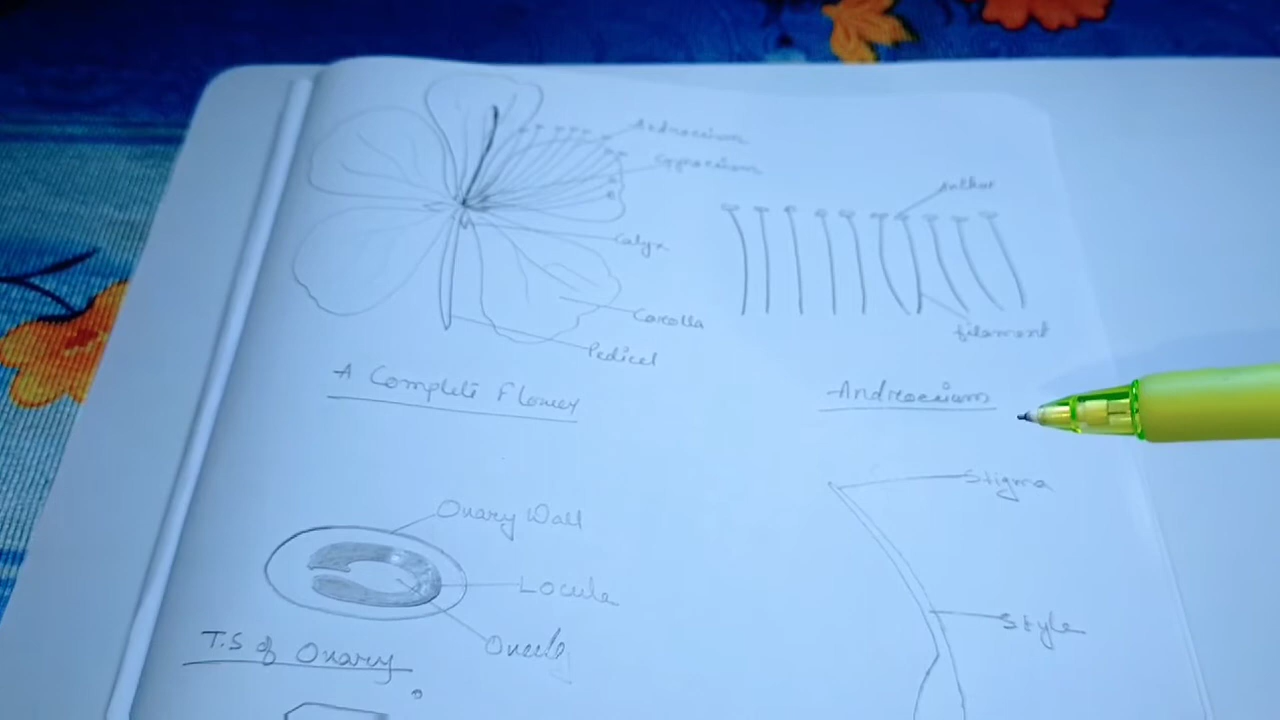 Androecium
Gynoecium
Calyx
Corolla
Pedicel
A Complete Flower
Anther
filament
Androecium
Ovary Wall
Locule
Ovule
T.S of Ovary
Stigma
Style